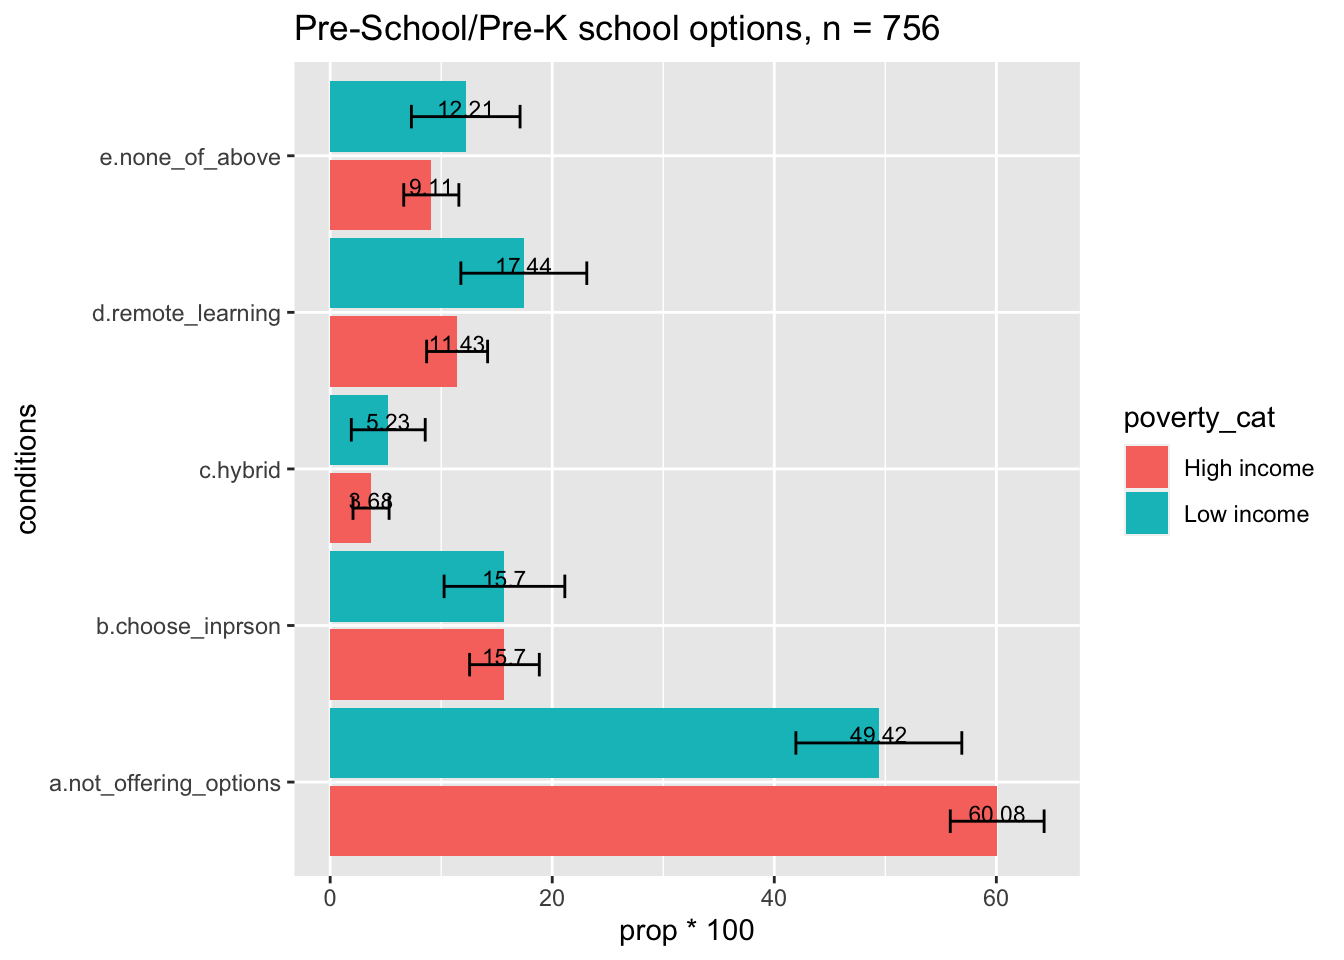 Pre-School/Pre-K school options, n = 756
conditions
e.none_of_above
12.21
9.11
d.remote_learning
17.44
11.43
c.hybrid
5.23
3.68
b.choose_inprson
15.7
15.7
a.not_offering_options
49.42
60.08
0 20 40 60
prop * 100
poverty_cat
High income
Low income